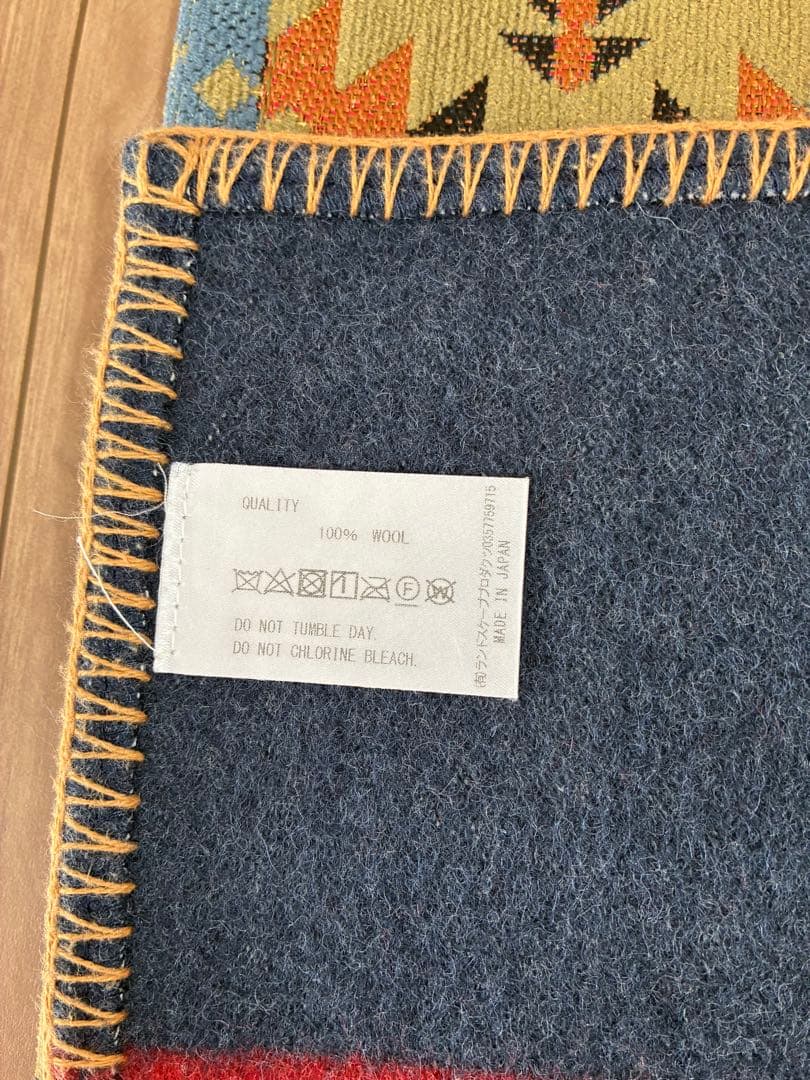 QUALITY
100% WOOL
DO NOT TUMBLE DAY.
DO NOT CHLORINE BLEACH.
(有)ランドスケーププロダクツ0357759715
MADE IN JAPAN